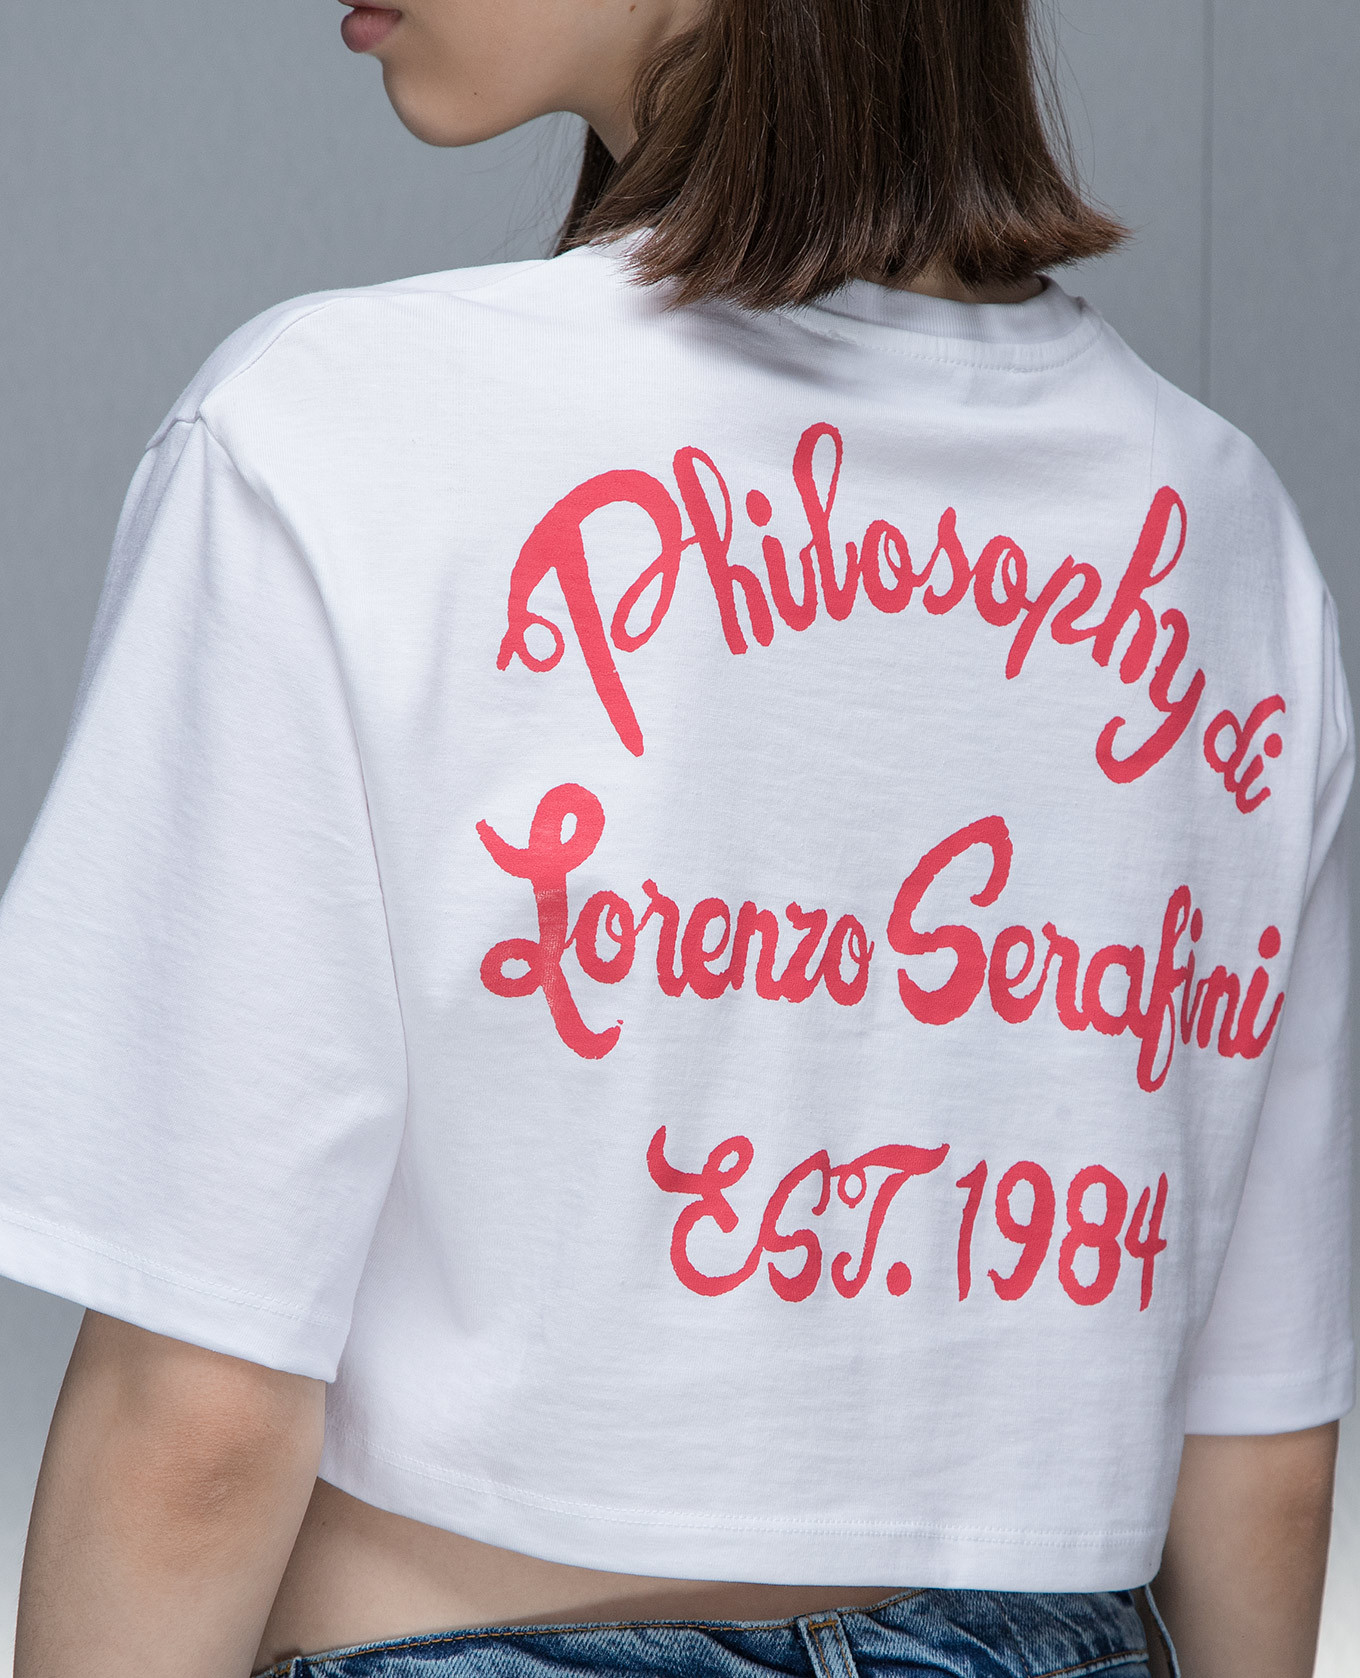 Philosophy di
Lorenzo Serafini
EST. 1984